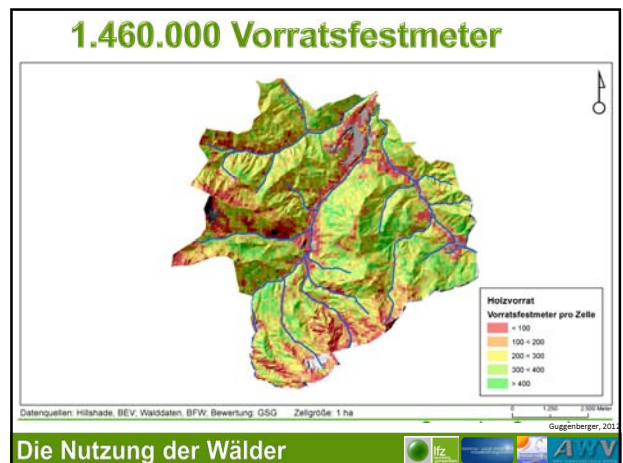 1.460.000 Vorratsfestmeter
Holzvorrat
Vorratsfestmeter pro Zelle
< 100
100 < 200
200 < 300
300 < 400
> 400
Datenquellen: Hillshade, BEV; Walddaten, BFW; Bewertung: GSG Zellgröße: 1 ha
0 1.250 2.500 Meter
Guggenberger, 2012
Die Nutzung der Wälder
lfz
AWV